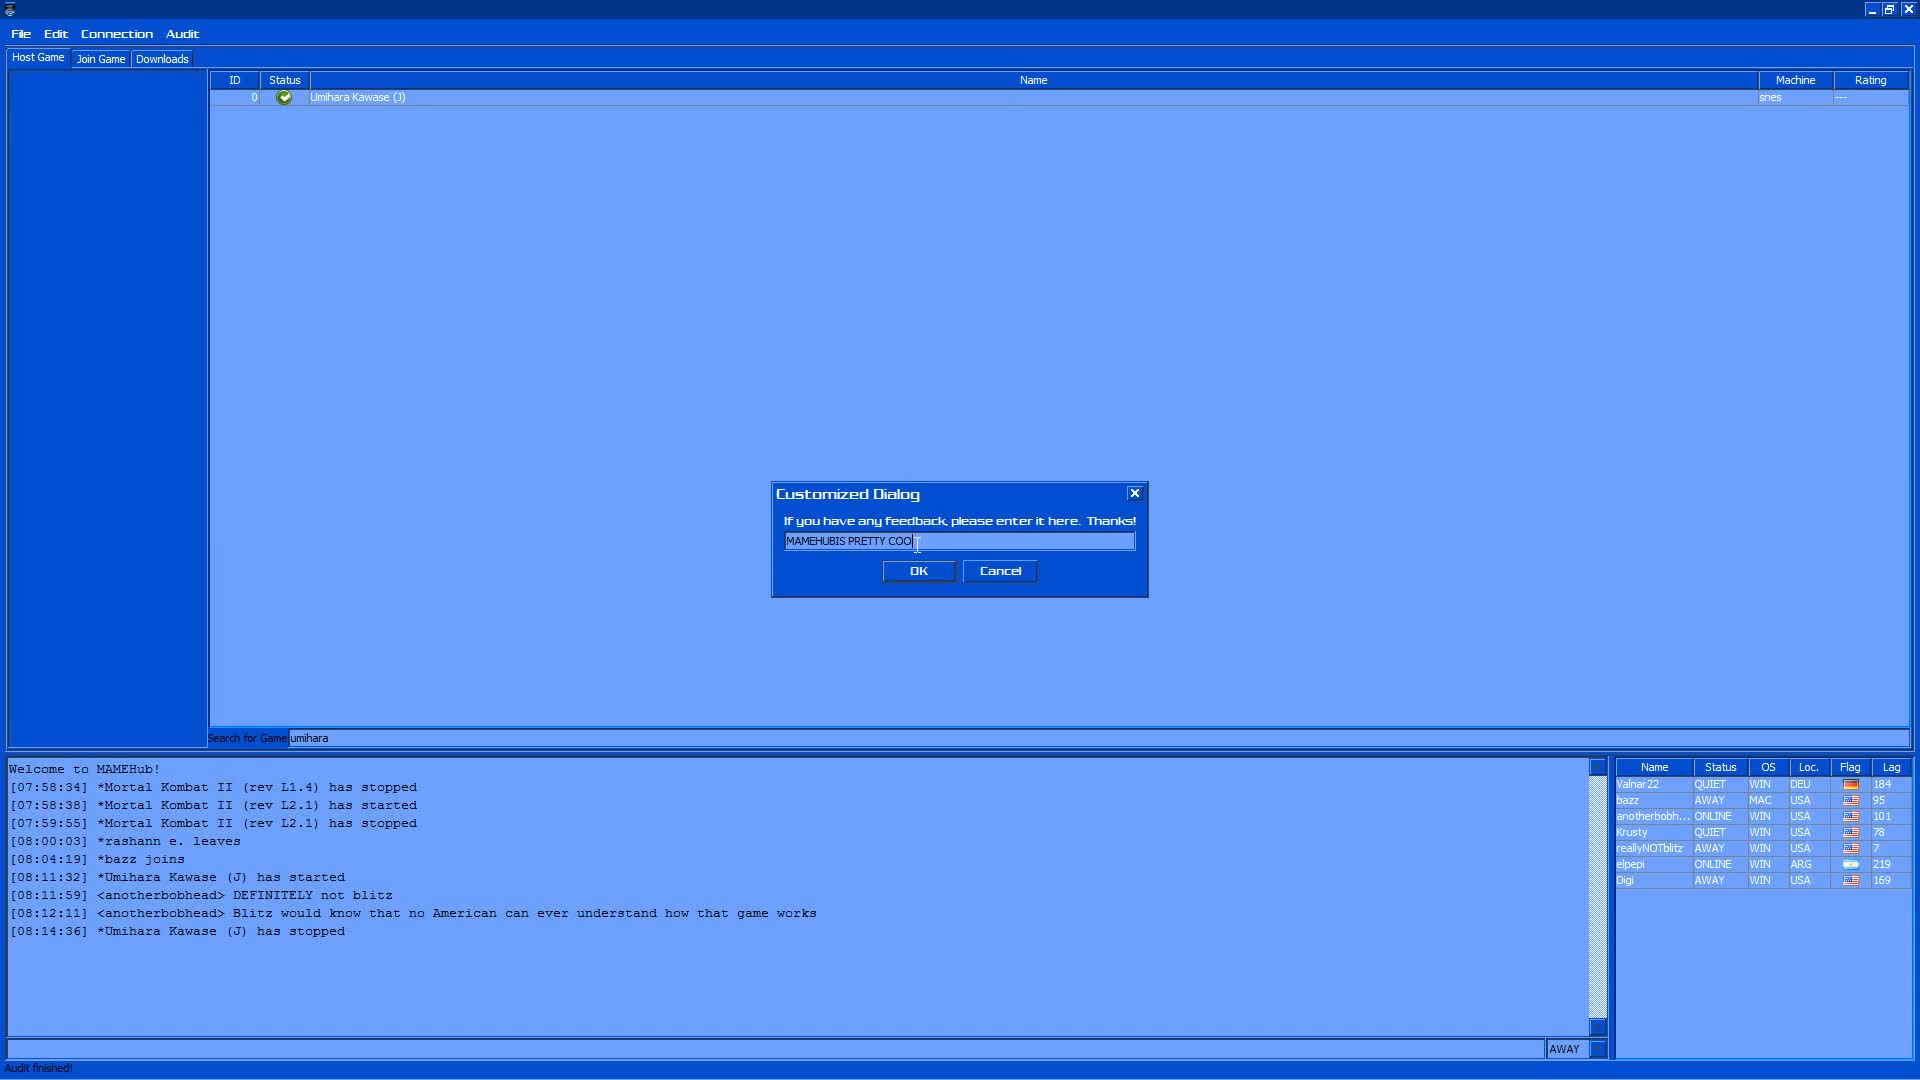 File Edit Connection Audit
Host Game Join Game Downloads
ID Status Name Machine Rating
0 Umihara Kawase (J) snes ---
Customized Dialog
If you have any feedback, please enter it here. Thanks!
MAMEHUBIS PRETTY COO
OK Cancel
Search for Game umihara
Welcome to MAMEHub!
[07:58:34] *Mortal Kombat II (rev L1.4) has stopped
[07:58:38] *Mortal Kombat II (rev L2.1) has started
[07:59:55] *Mortal Kombat II (rev L2.1) has stopped
[08:00:03] *rashann e. leaves
[08:04:19] *bazz joins
[08:11:32] *Umihara Kawase (J) has started
[08:11:59] <anotherbobhead> DEFINITELY not blitz
[08:12:11] <anotherbobhead> Blitz would know that no American can ever understand how that game works
[08:14:36] *Umihara Kawase (J) has stopped
Name Status OS Loc. Flag Lag
Valnar22 QUIET WIN DEU 184
bazz AWAY MAC USA 95
anotherbobh... ONLINE WIN USA 101
Krusty QUIET WIN USA 78
reallyNOTblitz AWAY WIN USA 7
elpepi ONLINE WIN ARG 219
Digi AWAY WIN USA 169
AWAY
Audit finished!